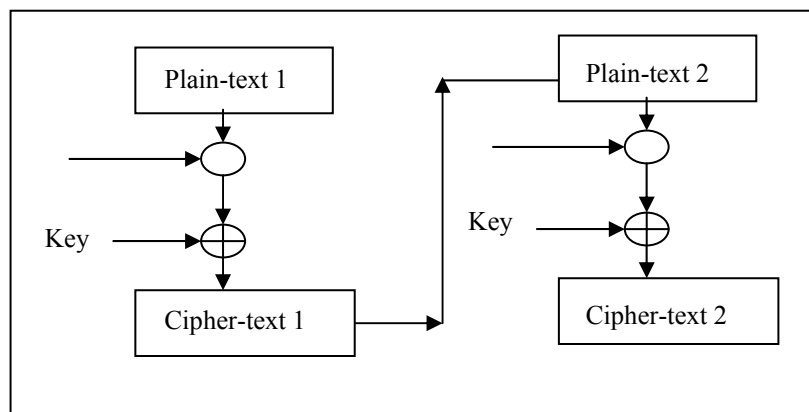 Plain-text 1
Plain-text 2
Key
Key
Cipher-text 1
Cipher-text 2